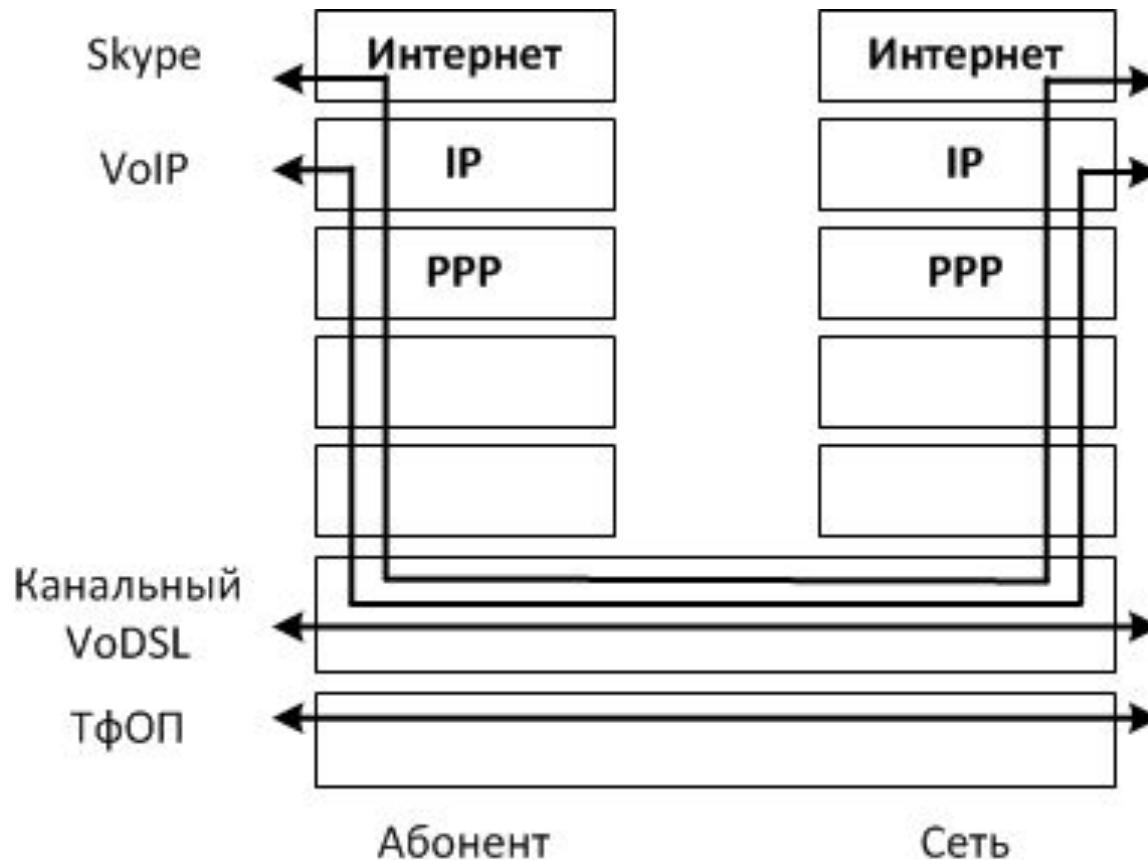 Skype Интернет Интернет
VoIP IP IP
PPP PPP
Канальный
VoDSL
ТфОП
Абонент Сеть